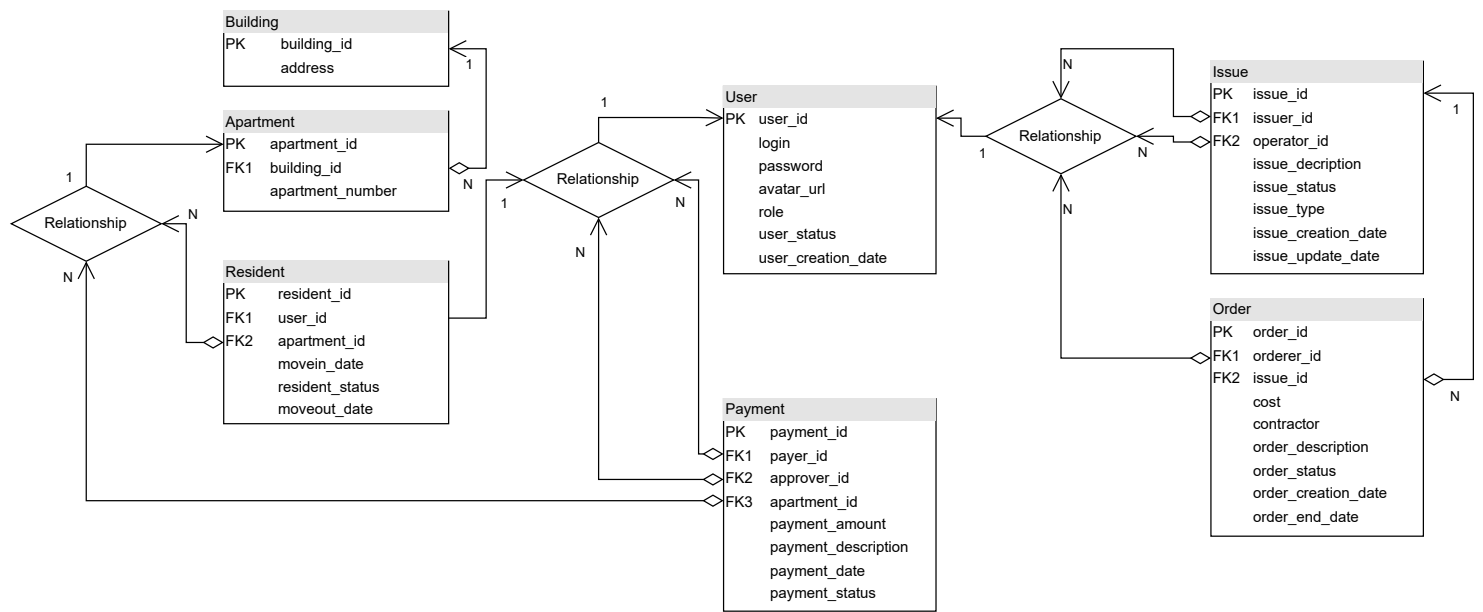 Building
PK building_id
address
1
Apartment
PK apartment_id
FK1 building_id
apartment_number
N
1
Relationship
N
N
Resident
PK resident_id
FK1 user_id
FK2 apartment_id
movein_date
resident_status
moveout_date
1
Relationship
1
N
N
User
PK user_id
login
password
avatar_url
role
user_status
user_creation_date
Payment
PK payment_id
FK1 payer_id
FK2 approver_id
FK3 apartment_id
payment_amount
payment_description
payment_date
payment_status
N
Relationship
1
N
N
Issue
PK issue_id
FK1 issuer_id
FK2 operator_id
issue_decription
issue_status
issue_type
issue_creation_date
issue_update_date
1
Order
PK order_id
FK1 orderer_id
FK2 issue_id
cost
contractor
order_description
order_status
order_creation_date
order_end_date
N